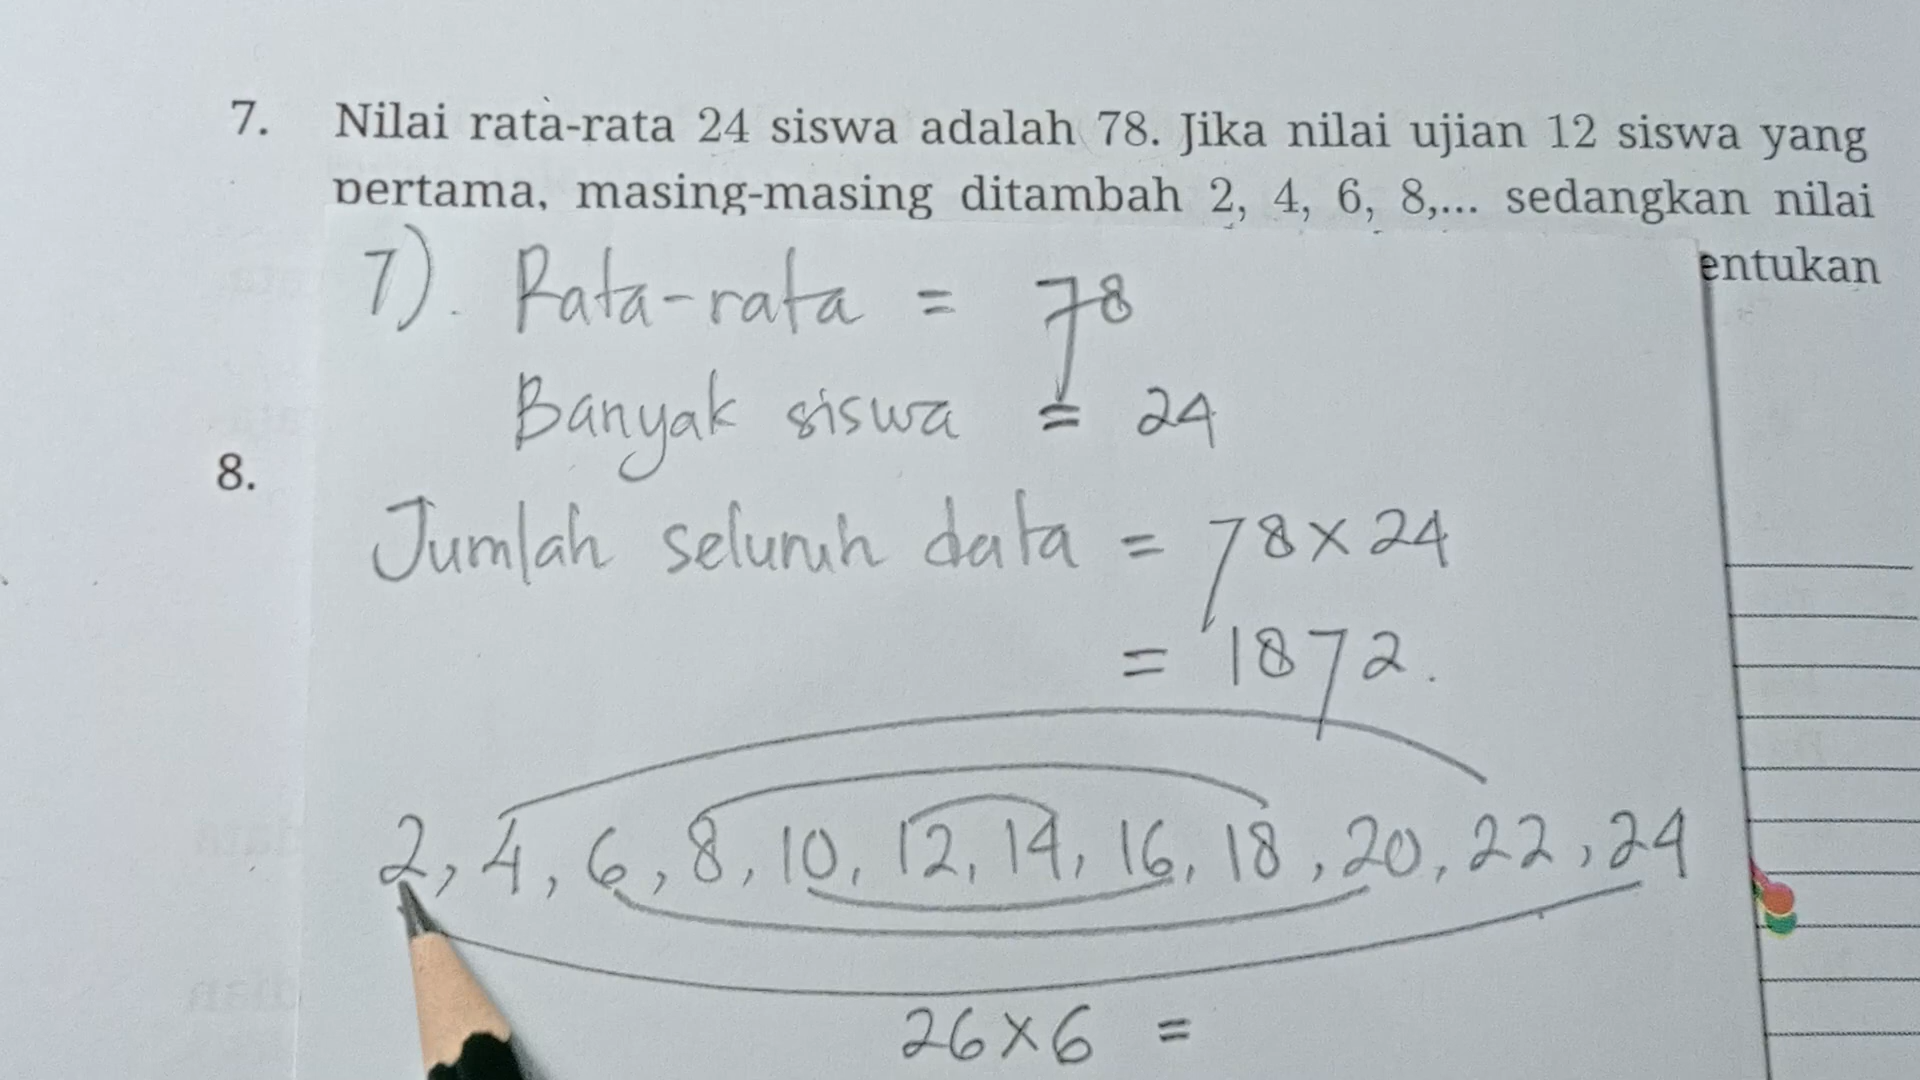 7. Nilai rata-rata 24 siswa adalah 78. Jika nilai ujian 12 siswa yang
pertama, masing-masing ditambah 2, 4, 6, 8,... sedangkan nilai
entukan
7). Rata-rata = 78
Banyak siswa = 24
8.
Jumlah seluruh data = 78 × 24
= 1872.
2, 4, 6, 8, 10, 12, 14, 16, 18, 20, 22, 24
26 × 6 =